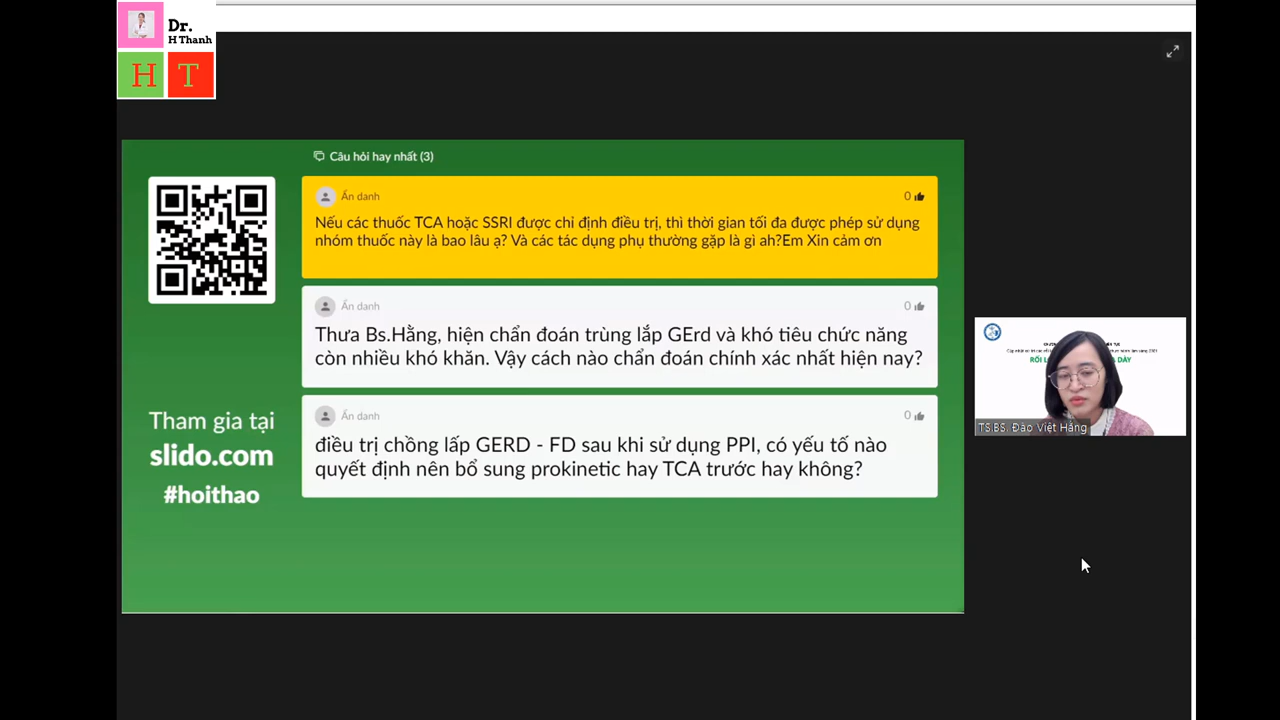 Dr.
H Thanh
H T
Câu hỏi hay nhất (3)
Ẩn danh
0
Nếu các thuốc TCA hoặc SSRI được chỉ định điều trị, thì thời gian tối đa được phép sử dụng
nhóm thuốc này là bao lâu ạ? Và các tác dụng phụ thường gặp là gì ah?Em Xin cảm ơn
Ẩn danh
0
Thưa Bs.Hằng, hiện chẩn đoán trùng lắp GErd và khó tiêu chức năng
còn nhiều khó khăn. Vậy cách nào chẩn đoán chính xác nhất hiện nay?
Ẩn danh
0
điều trị chồng lấp GERD - FD sau khi sử dụng PPI, có yếu tố nào
quyết định nên bổ sung prokinetic hay TCA trước hay không?
Tham gia tại
slido.com
#hoithao
TS.BS. Đào Việt Hằng